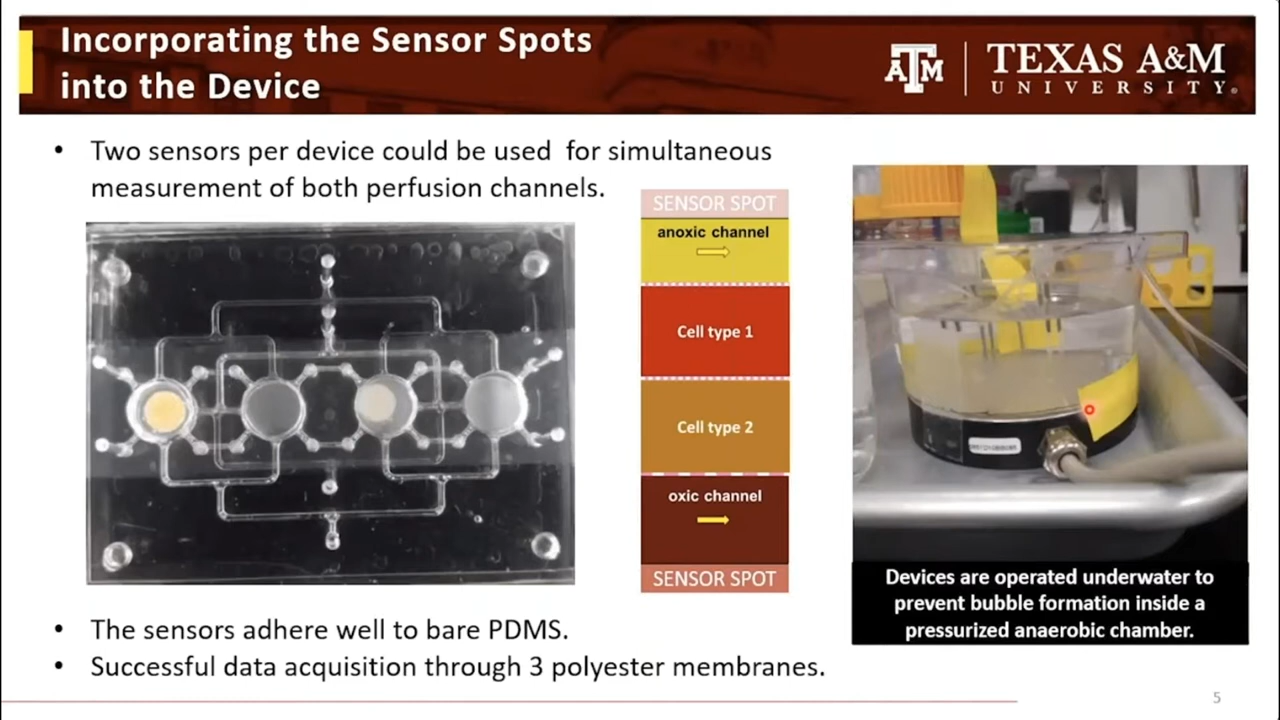 Incorporating the Sensor Spots
into the Device
TEXAS A&M
UNIVERSITY
• Two sensors per device could be used for simultaneous
measurement of both perfusion channels.
SENSOR SPOT
anoxic channel
Cell type 1
Cell type 2
oxic channel
SENSOR SPOT
Devices are operated underwater to
prevent bubble formation inside a
pressurized anaerobic chamber.
• The sensors adhere well to bare PDMS.
• Successful data acquisition through 3 polyester membranes.
5